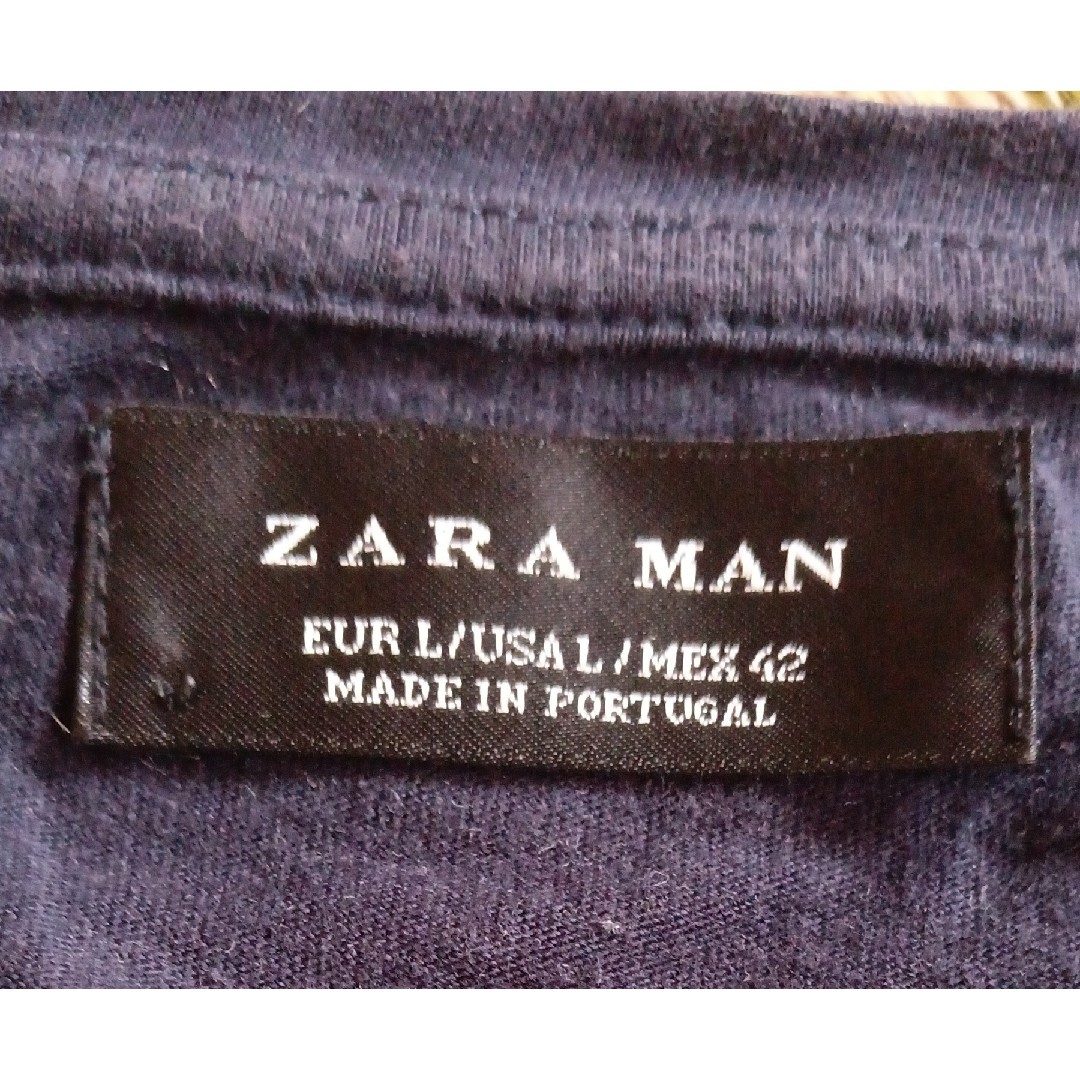 ZARA MAN
EUR L/USA L/MEX 42
MADE IN PORTUGAL